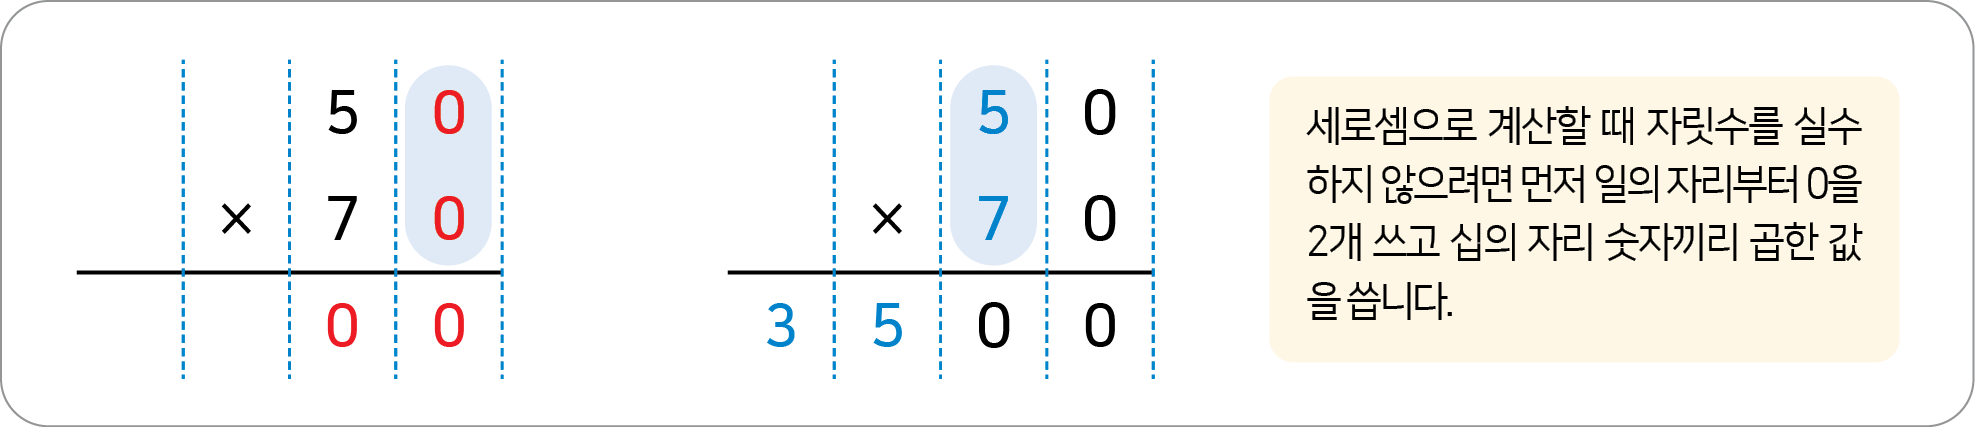 5 0
× 7 0
0 0
5 0
× 7 0
3 5 0 0
세로셈으로 계산할 때 자릿수를 실수
하지 않으려면 먼저 일의 자리부터 0을
2개 쓰고 십의 자리 숫자끼리 곱한 값
을 씁니다.